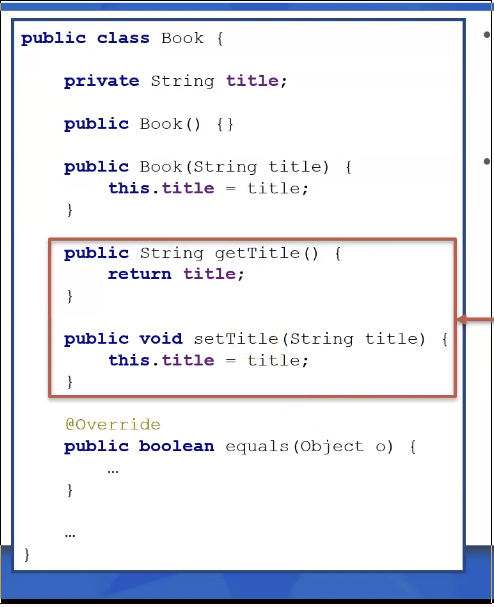 public class Book {
private String title;
public Book() {}
public Book(String title) {
this.title = title;
}
public String getTitle() {
return title;
}
public void setTitle(String title) {
this.title = title;
}
@Override
public boolean equals(Object o) {
…
}
…
}